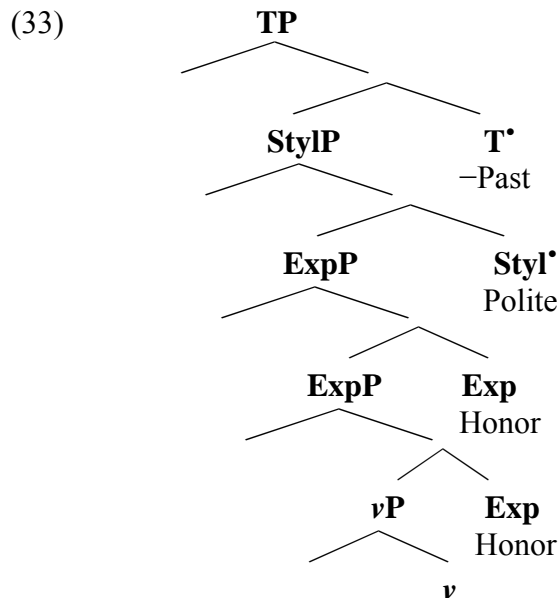 (33) TP
StylP T•
−Past
ExpP Styl•
Polite
ExpP Exp
Honor
vP Exp
Honor
v